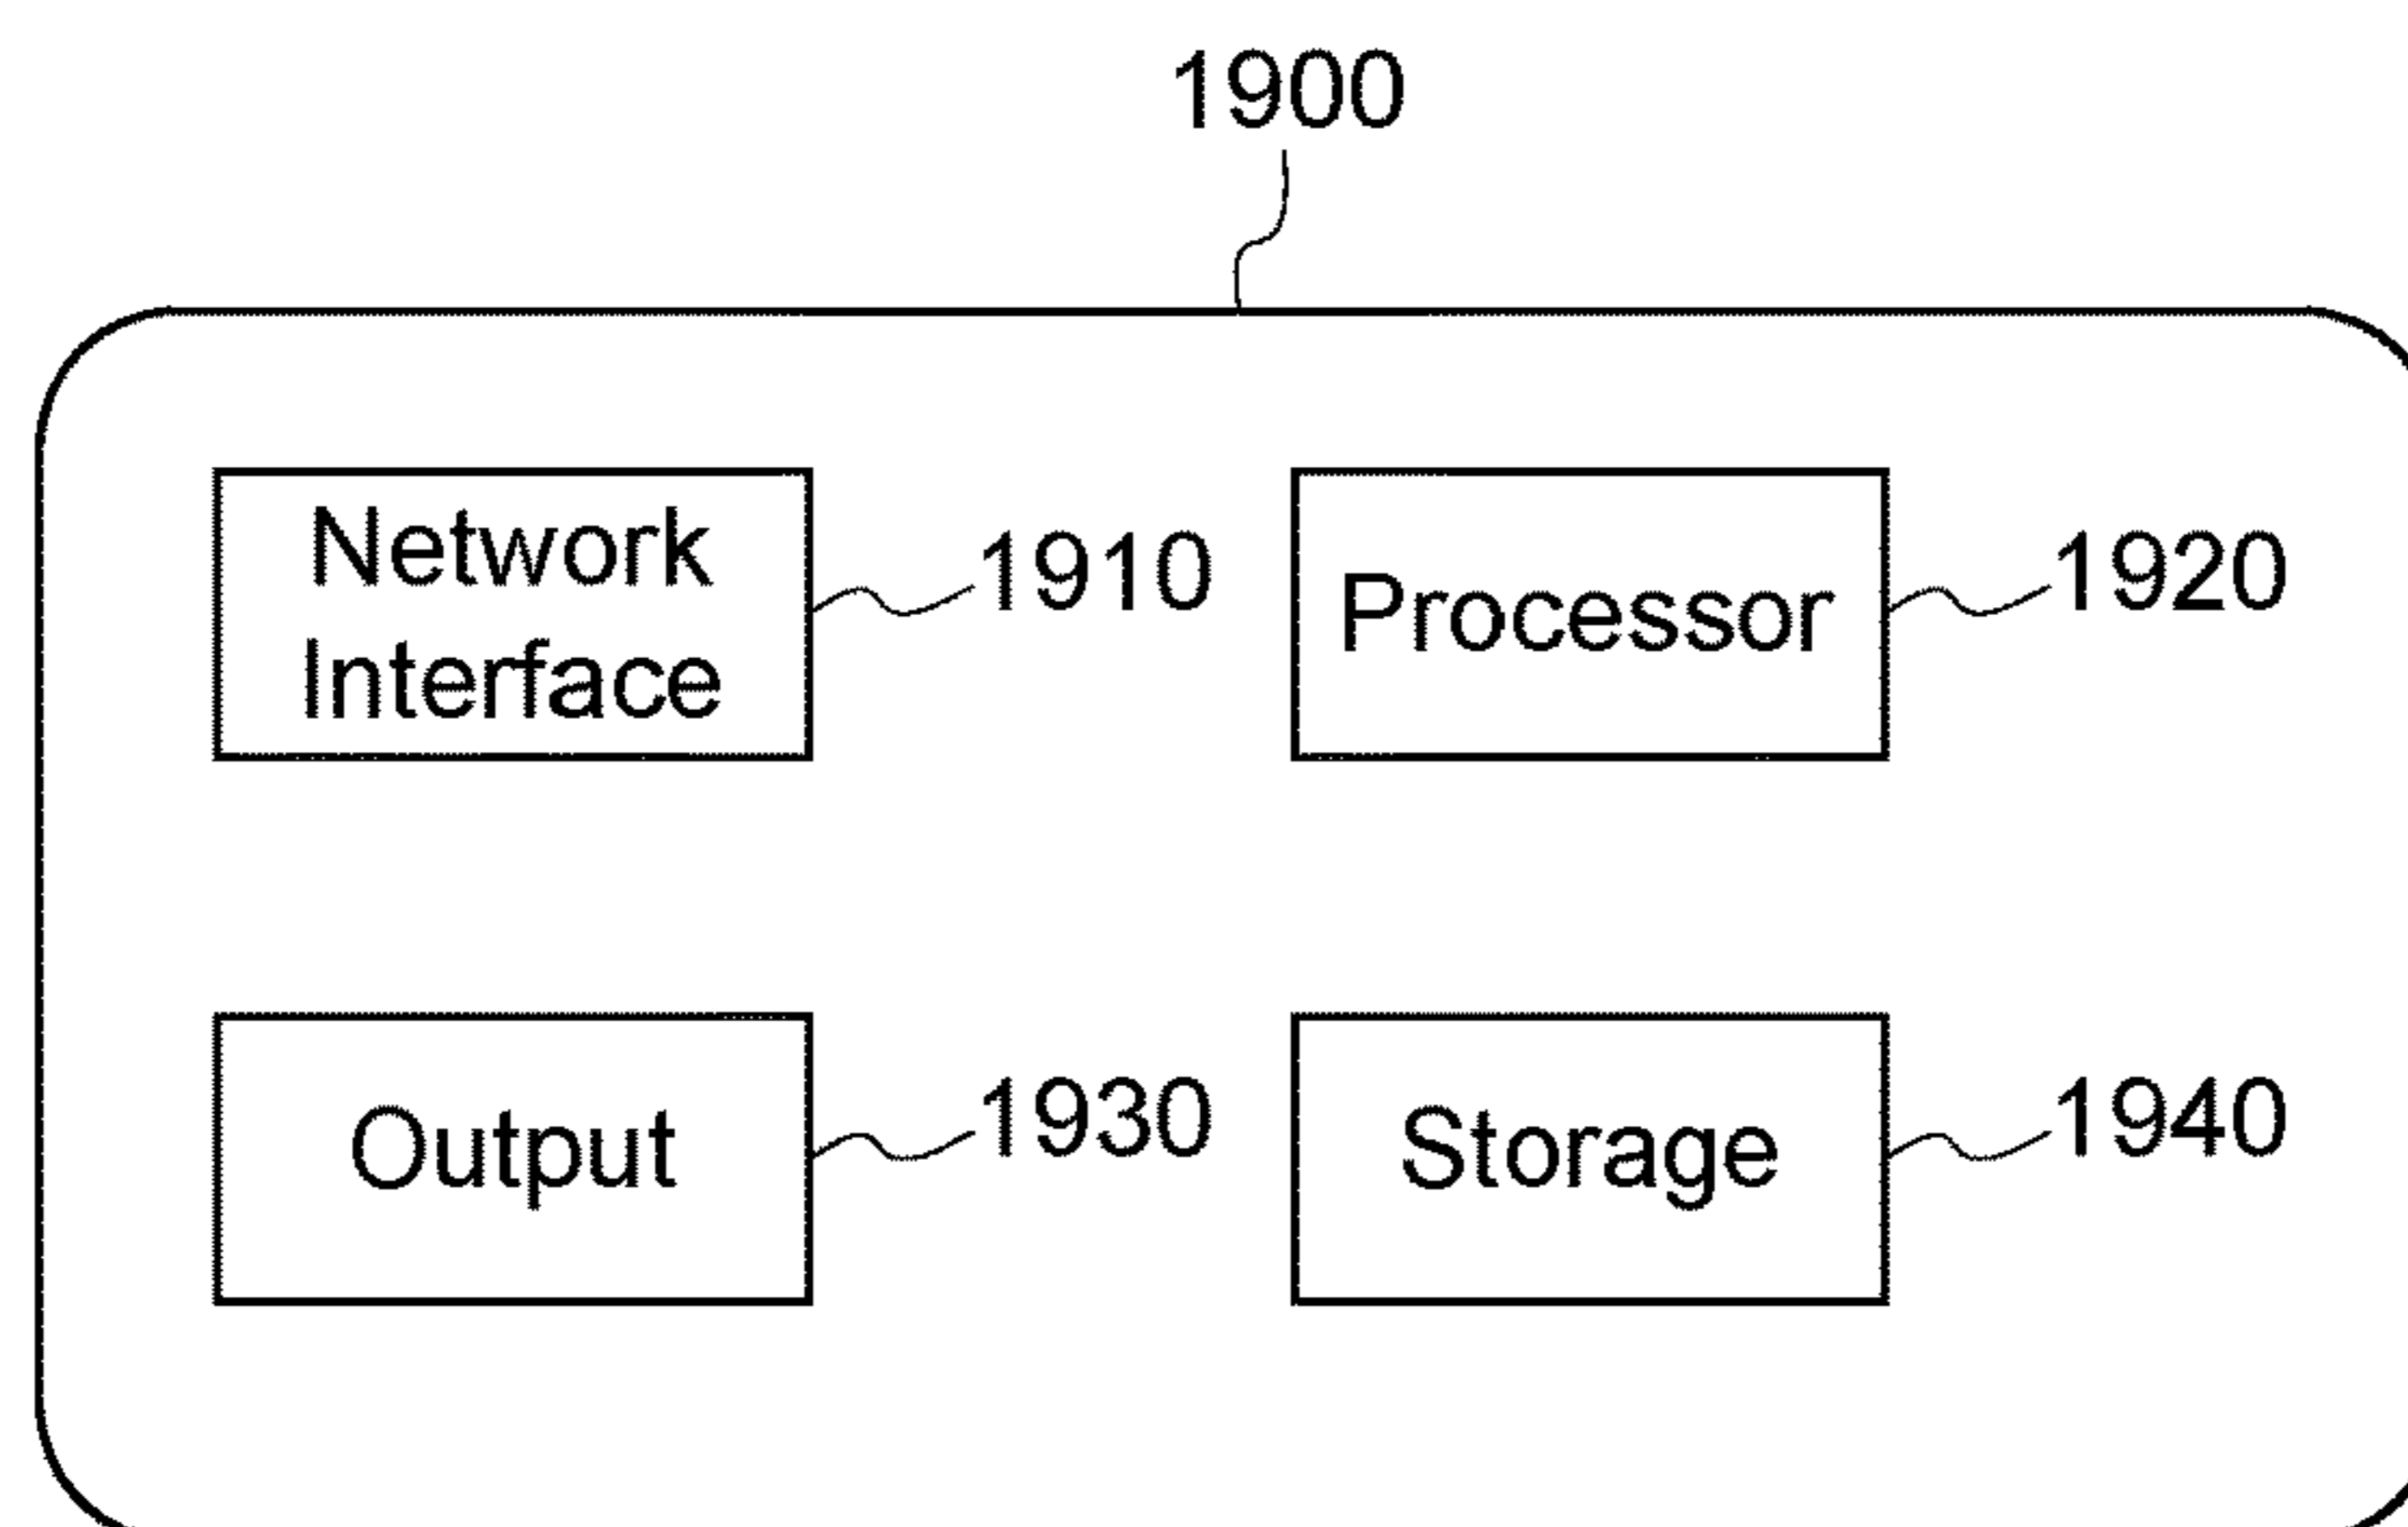 1900
Network
Interface
1910
Processor
1920
Output
1930
Storage
1940